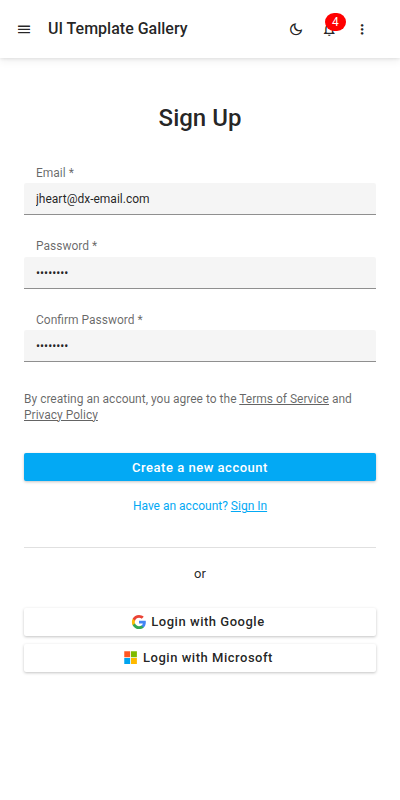 UI Template Gallery
4
Sign Up
Email *
jheart@dx-email.com
Password *
••••••••
Confirm Password *
••••••••
By creating an account, you agree to the Terms of Service and
Privacy Policy
Create a new account
Have an account? Sign In
or
Login with Google
Login with Microsoft